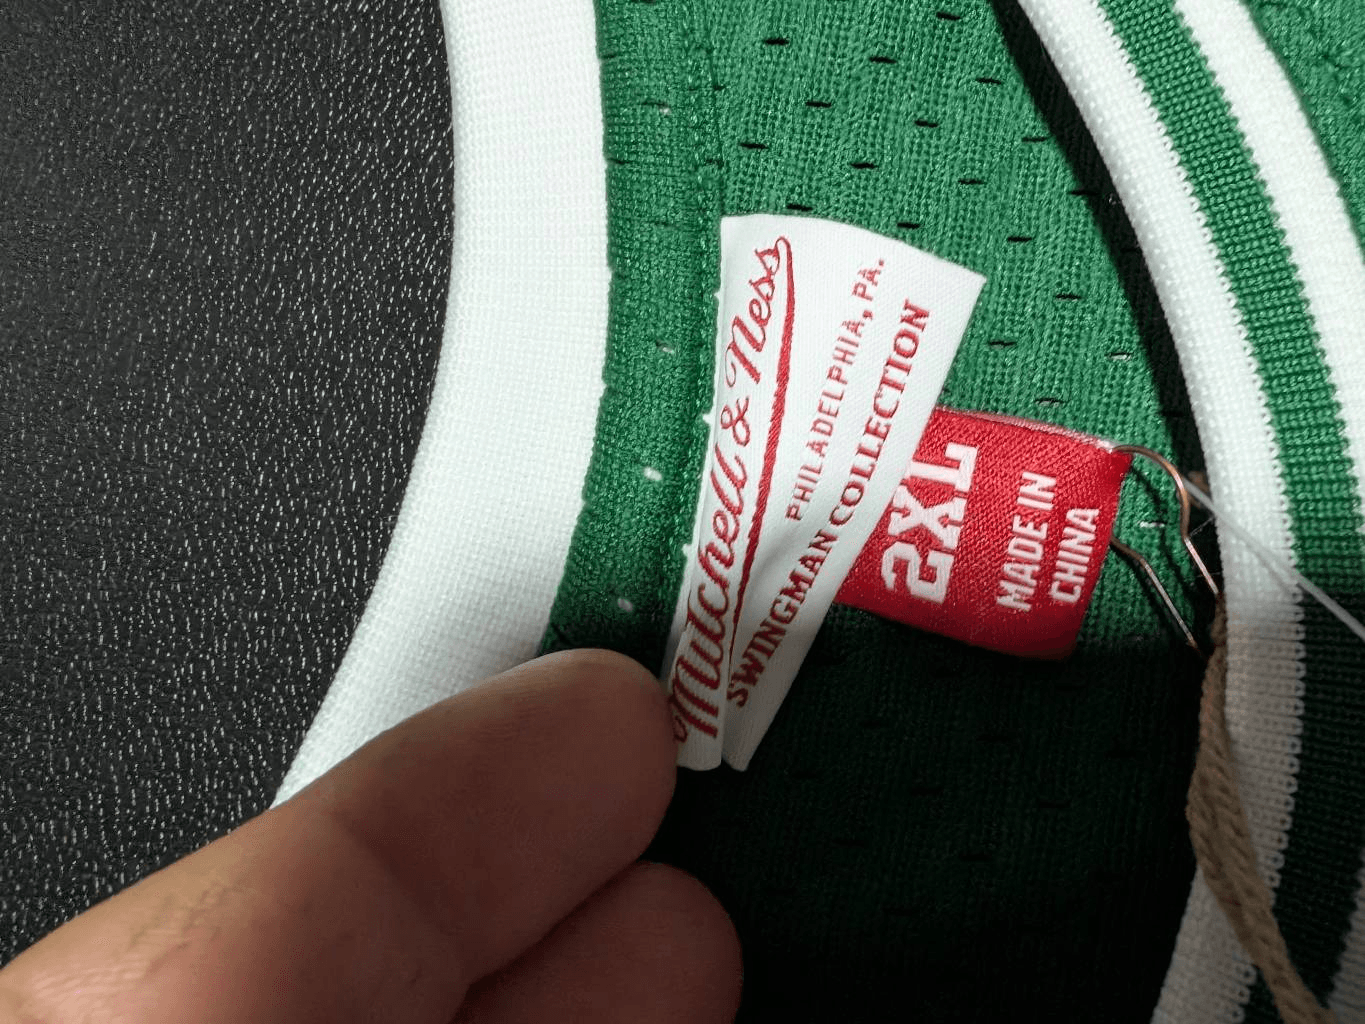 Mitchell & Ness
PHILADELPHIA, PA.
SWINGMAN COLLECTION
2XL
MADE IN
CHINA